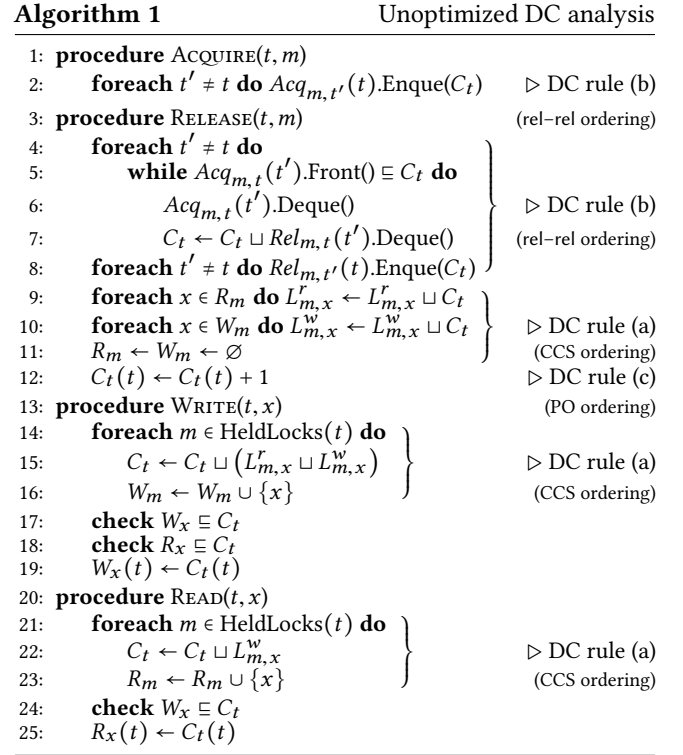 Algorithm 1 Unoptimized DC analysis
1: procedure ACQUIRE(t, m)
2: foreach t′ ≠ t do Acq_{m,t′}(t).Enque(C_t) ▷ DC rule (b)
3: procedure RELEASE(t, m) (rel–rel ordering)
4: foreach t′ ≠ t do
5: while Acq_{m,t}(t′).Front() ⊑ C_t do
6: Acq_{m,t}(t′).Deque() ▷ DC rule (b)
7: C_t ← C_t ⊔ Rel_{m,t}(t′).Deque() (rel–rel ordering)
8: foreach t′ ≠ t do Rel_{m,t′}(t).Enque(C_t)
9: foreach x ∈ R_m do L^r_{m,x} ← L^r_{m,x} ⊔ C_t
10: foreach x ∈ W_m do L^w_{m,x} ← L^w_{m,x} ⊔ C_t ▷ DC rule (a)
11: R_m ← W_m ← ∅ (CCS ordering)
12: C_t(t) ← C_t(t) + 1 ▷ DC rule (c)
13: procedure WRITE(t, x) (PO ordering)
14: foreach m ∈ HeldLocks(t) do
15: C_t ← C_t ⊔ (L^r_{m,x} ⊔ L^w_{m,x}) ▷ DC rule (a)
16: W_m ← W_m ∪ {x} (CCS ordering)
17: check W_x ⊑ C_t
18: check R_x ⊑ C_t
19: W_x(t) ← C_t(t)
20: procedure READ(t, x)
21: foreach m ∈ HeldLocks(t) do
22: C_t ← C_t ⊔ L^w_{m,x} ▷ DC rule (a)
23: R_m ← R_m ∪ {x} (CCS ordering)
24: check W_x ⊑ C_t
25: R_x(t) ← C_t(t)